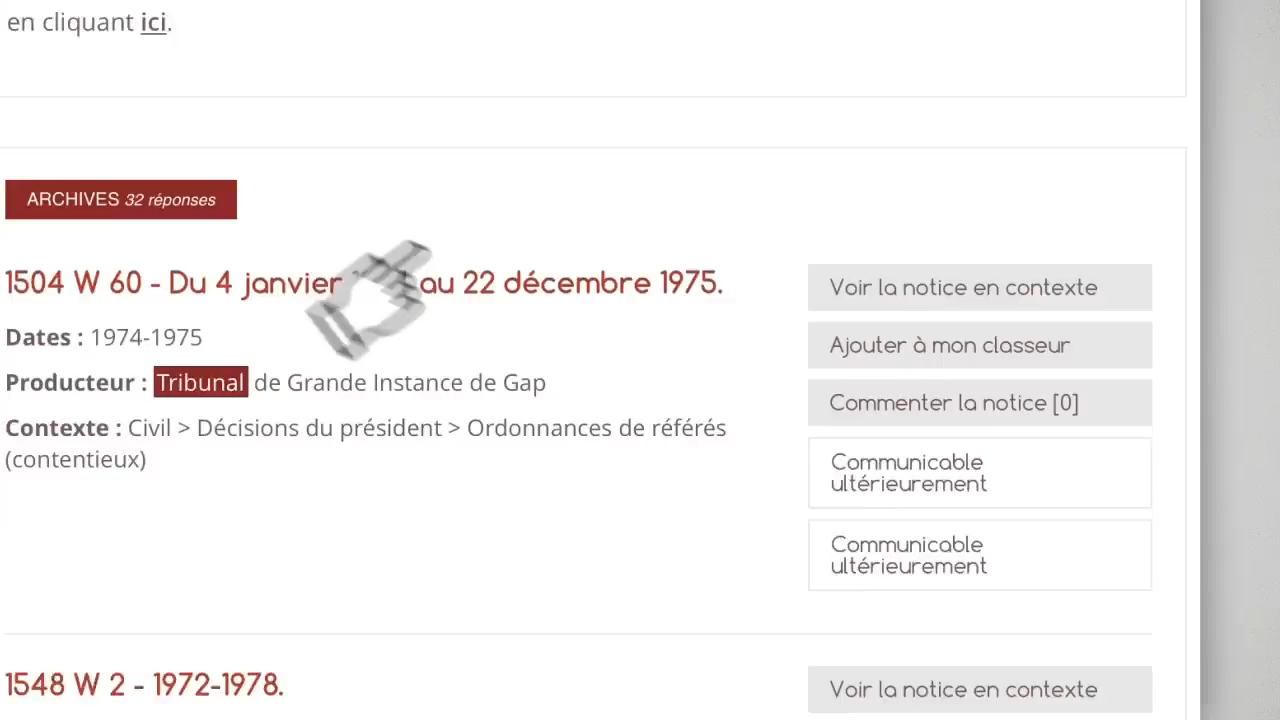 en cliquant ici.
ARCHIVES 32 réponses
1504 W 60 - Du 4 janvier au 22 décembre 1975.
Voir la notice en contexte
Dates : 1974-1975
Ajouter à mon classeur
Producteur : Tribunal de Grande Instance de Gap
Commenter la notice [0]
Contexte : Civil > Décisions du président > Ordonnances de référés
(contentieux)
Communicable
ultérieurement
Communicable
ultérieurement
1548 W 2 - 1972-1978.
Voir la notice en contexte